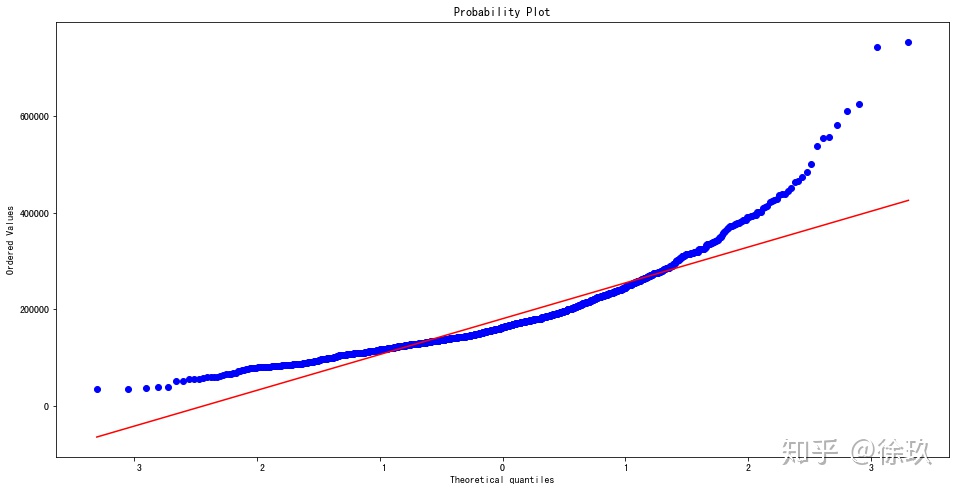 Probability Plot
Ordered Values
600000
400000
200000
0
3
2
1
0
1
2
3
Theoretical quantiles
知乎 @徐玖